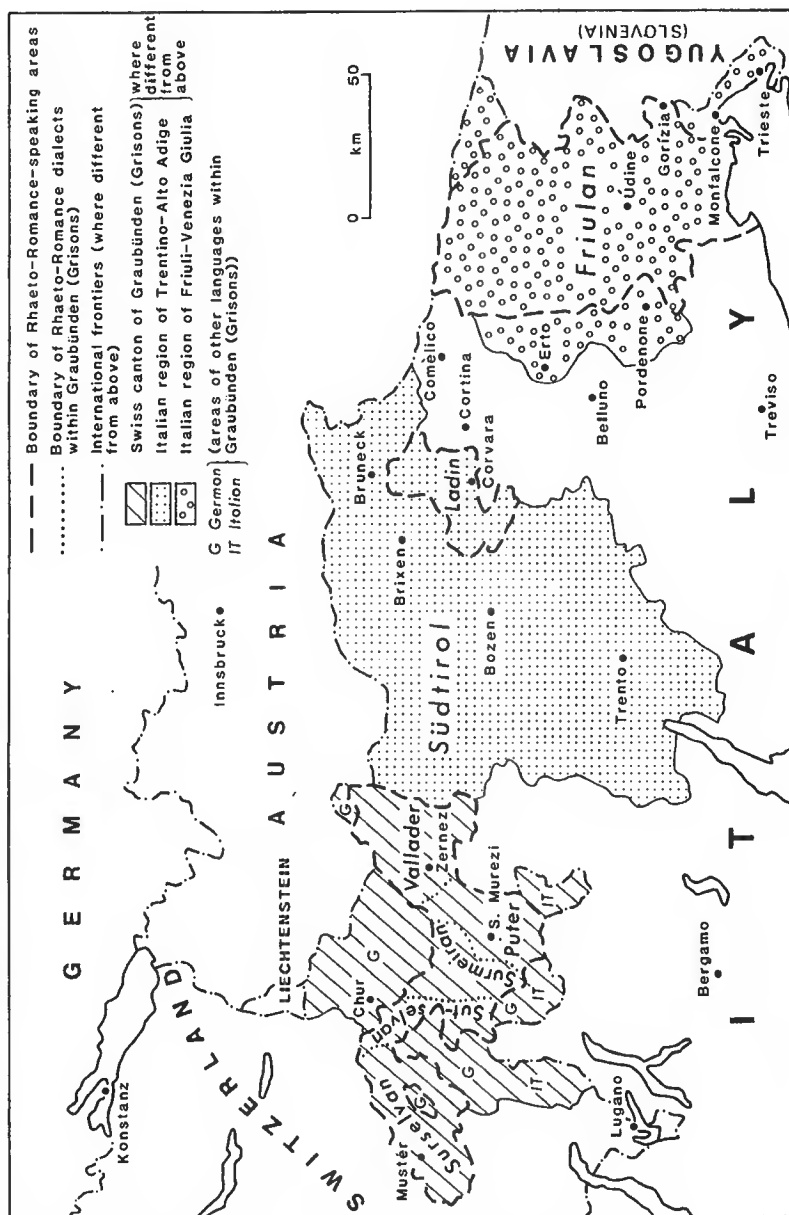 — — — Boundary of Rhaeto-Romance-speaking areas
Boundary of Rhaeto-Romance dialects
within Graubünden (Grisons)
International frontiers (where different
from above)
Swiss canton of Graubünden (Grisons)
Italian region of Trentino-Alto Adige
Italian region of Friuli-Venezia Giulia
where
different
from
above
G German
IT Italian
(areas of other languages within
Graubünden (Grisons))
km
0
50
GERMANY
SWITZERLAND
LIECHTENSTEIN
AUSTRIA
ITALY
YUGOSLAVIA
(SLOVENIA)
Konstanz
Innsbruck
Chur
Mustér
Surselvan
G
Sut-
selvan
G
G
Surmeiran
Vallader
Zernez
G
S. Murezi
Puter
G
IT
IT
IT
Lugano
Bergamo
Südtirol
Brixen
Bruneck
Bozen
Trento
Ladin
Corvara
Cortina
Comelico
Belluno
Treviso
Erto
Pordenone
Friulan
Udine
Gorízia
Monfalcone
Trieste